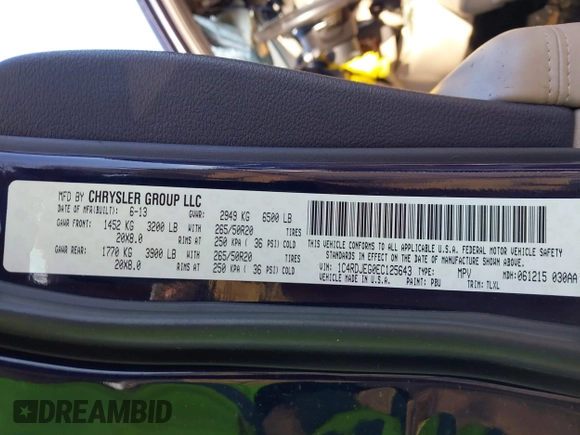 MFD BY CHRYSLER GROUP LLC
DATE OF MFR(BUILT): 6-13 GVWR: 2949 KG 6500 LB
GAWR FRONT: 1452 KG 3200 LB WITH 265/50R20
20X8.0 RIMS AT 250 KPA ( 36 PSI) COLD
GAWR REAR: 1770 KG 3900 LB WITH 265/50R20
20X8.0 RIMS AT 250 KPA ( 36 PSI) COLD
THIS VEHICLE CONFORMS TO ALL APPLICABLE U.S.A. FEDERAL MOTOR VEHICLE SAFETY
STANDARDS IN EFFECT ON THE DATE OF MANUFACTURE SHOWN ABOVE.
VIN: 1C4RDJEG0EC125643 TYPE: MPV MDH: 061215 030AA
VEHICLE MADE IN U.S.A. PAINT: PBU TRIM: TLXL
DREAMBID